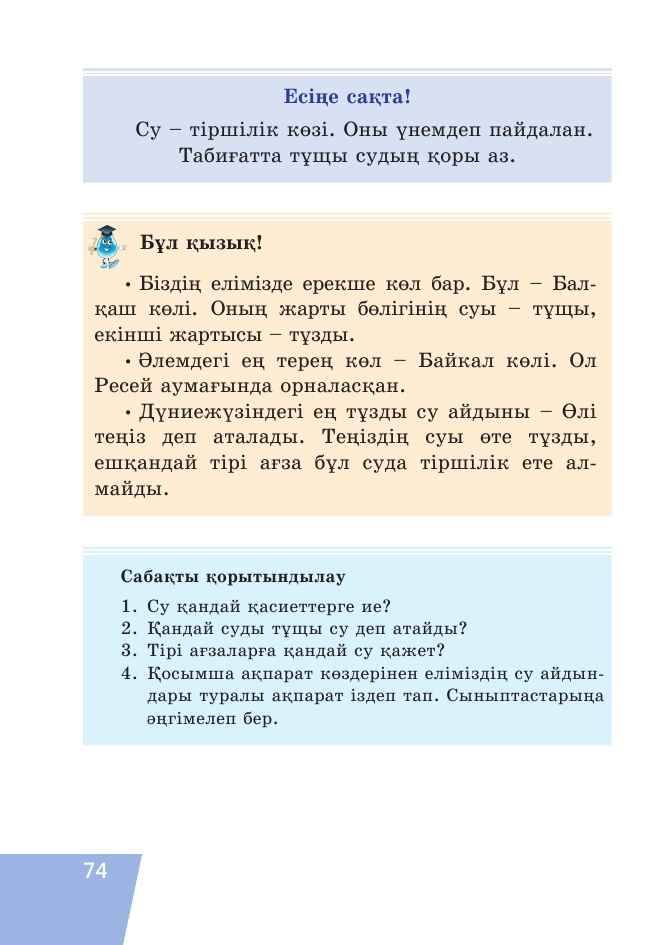 Есіңе сақта!
Су – тіршілік көзі. Оны үнемдеп пайдалан.
Табиғатта тұщы судың қоры аз.
Бұл қызық!
• Біздің елімізде ерекше көл бар. Бұл – Бал-
қаш көлі. Оның жарты бөлігінің суы – тұщы,
екінші жартысы – тұзды.
• Әлемдегі ең терең көл – Байкал көлі. Ол
Ресей аумағында орналасқан.
• Дүниежүзіндегі ең тұзды су айдыны – Өлі
теңіз деп аталады. Теңіздің суы өте тұзды,
ешқандай тірі ағза бұл суда тіршілік ете ал-
майды.
Сабақты қорытындылау
1. Су қандай қасиеттерге ие?
2. Қандай суды тұщы су деп атайды?
3. Тірі ағзаларға қандай су қажет?
4. Қосымша ақпарат көздерінен еліміздің су айдын-
дары туралы ақпарат іздеп тап. Сыныптастарыңа
әңгімелеп бер.
74